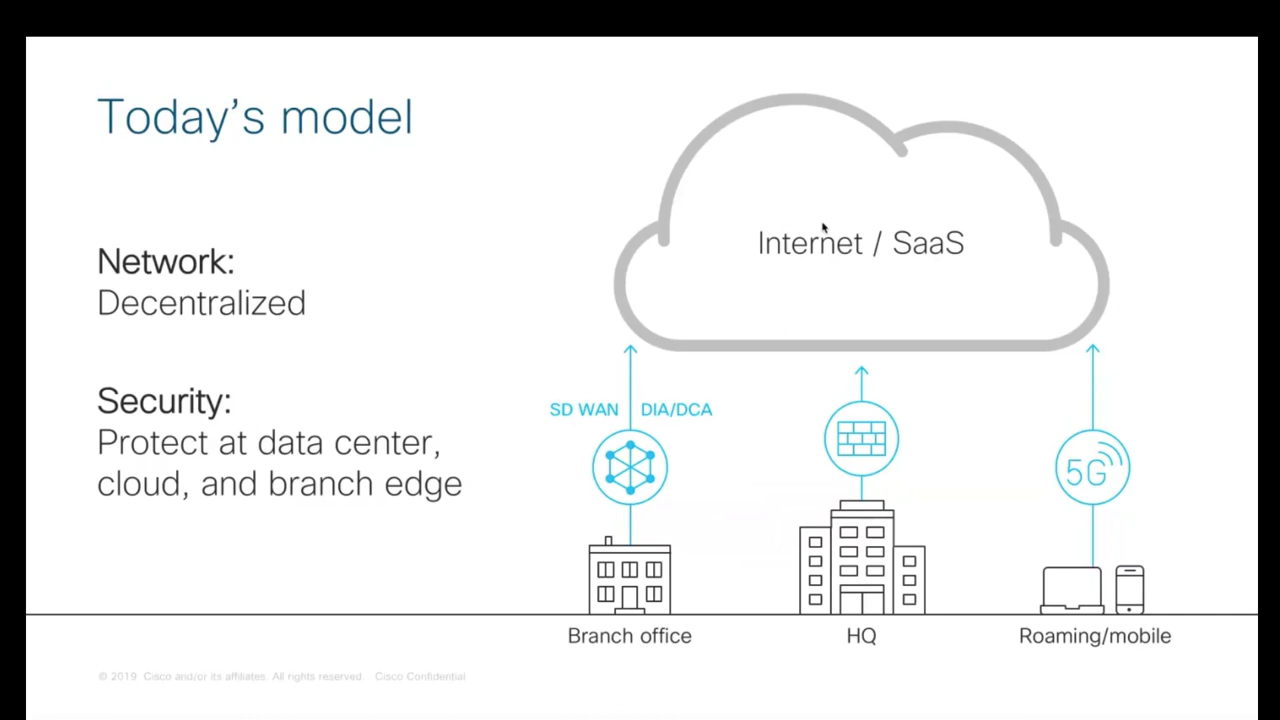 Today's model
Network:
Decentralized
Security:
Protect at data center,
cloud, and branch edge
Internet / SaaS
SD WAN
DIA/DCA
5G
Branch office
HQ
Roaming/mobile
© 2019 Cisco and/or its affiliates. All rights reserved. Cisco Confidential